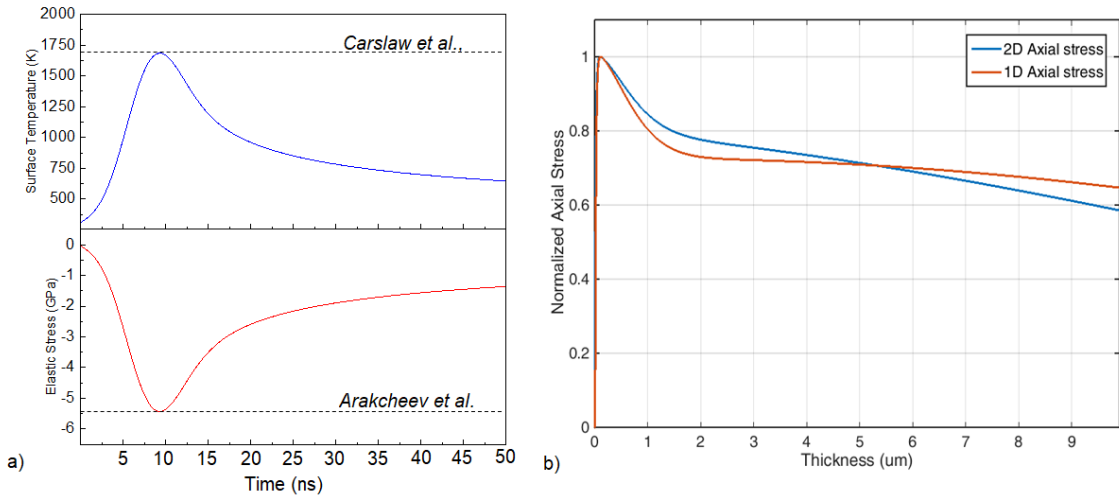 2000
1750
1500
1250
1000
750
500
Surface Temperature (K)
Carslaw et al.,
0
-1
-2
-3
-4
-5
-6
Elastic Stress (GPa)
Arakcheev et al.
5 10 15 20 25 30 35 40 45 50
Time (ns)
a)
1
0.8
0.6
0.4
0.2
0
Normalized Axial Stress
2D Axial stress
1D Axial stress
0 1 2 3 4 5 6 7 8 9
Thickness (um)
b)